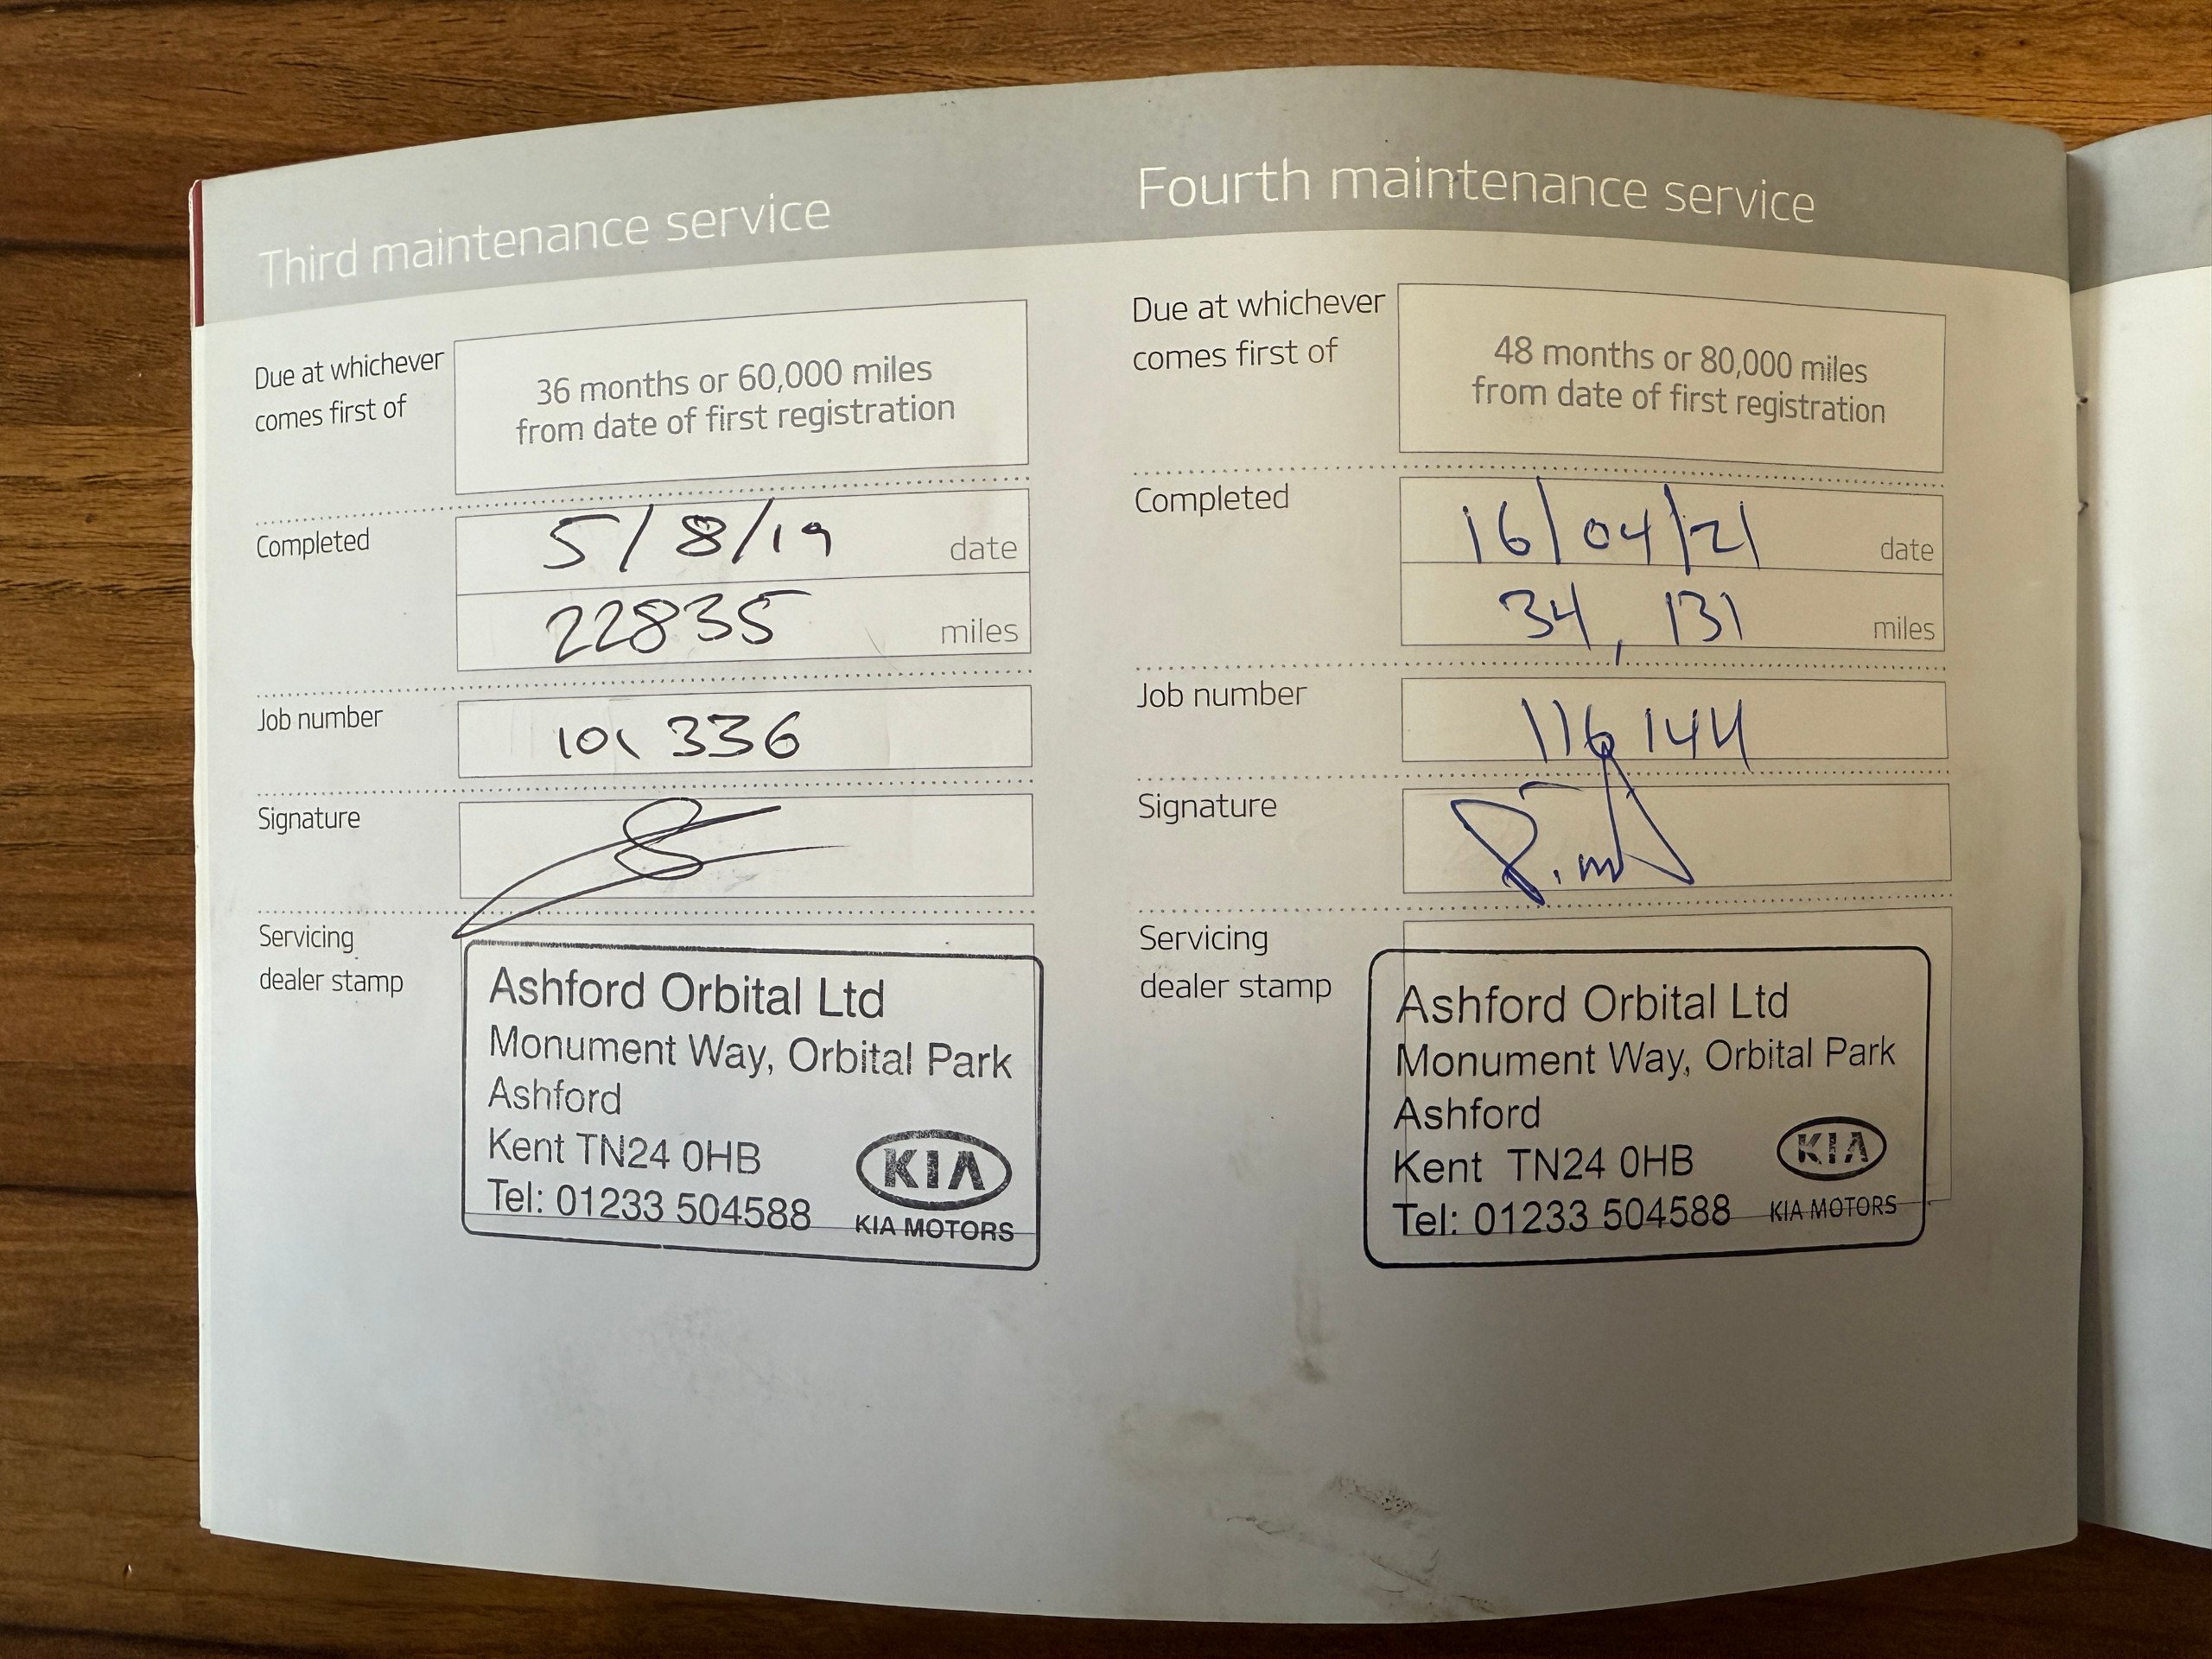 Third maintenance service
Due at whichever
comes first of
36 months or 60,000 miles
from date of first registration
Completed
5/8/19
date
22835
miles
Job number
101 336
Signature
Servicing
dealer stamp
Ashford Orbital Ltd
Monument Way, Orbital Park
Ashford
Kent TN24 0HB
Tel: 01233 504588
KIA
KIA MOTORS
Fourth maintenance service
Due at whichever
comes first of
48 months or 80,000 miles
from date of first registration
Completed
16/04/21
date
34,131
miles
Job number
116144
Signature
Servicing
dealer stamp
Ashford Orbital Ltd
Monument Way, Orbital Park
Ashford
Kent TN24 0HB
Tel: 01233 504588
KIA
KIA MOTORS